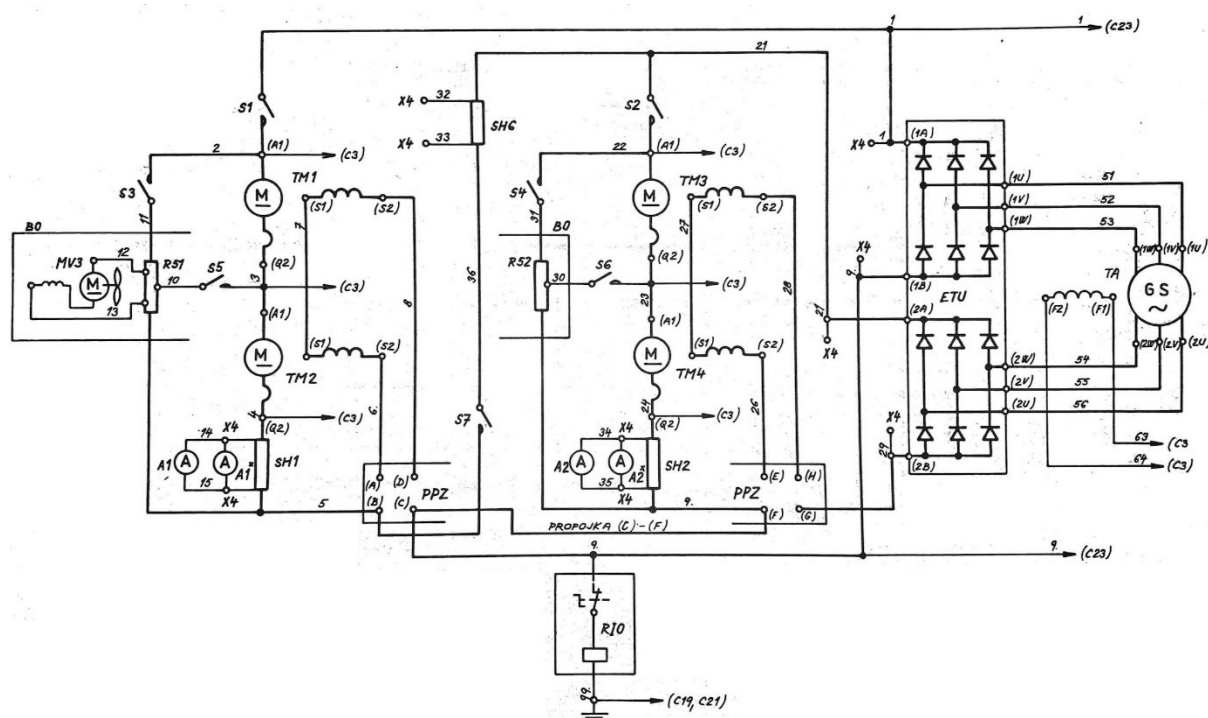 1 1 (C23)
21
S1 X4 32 S2
SH6
X4 33
2 (A1) (C3) 22 (A1) (C3) X4 1 (1A)
S3 TM1 S4 TM3 (1U) 51
M M (1V) 52
11 (S1) (S2) 31 27 (S1) (S2) (1W) 53
7
BO BO
MV3 12 R51 (Q2) R52 (Q2) X4 (1W) (1V) (1U)
M 10 S5 36 30 S6 28 9. TA
13 3 (C3) 8 23 (C3) (1B) ETU GS
~
(A1) (A1) 21 (2A) (F2) (F1)
(S1) (S2) (S1) (S2) X4 (2W) (2V) (2U)
M M (2W) 54
TM2 TM4 (2V) 55
6. S7 26 X4 (2U) 56
4 (C3) 24 (C3)
(Q2) (Q2) 29 63 (C3
14 X4 34 X4 (2B) 64 (C3)
A1 A A A1* SH1 A2 A A A2* SH2
15 X4 35 X4
(A) (D) PPZ PPZ (E) (H)
5 (B) (C) 9. (F) (G)
PROPOJKA (C)-(F)
9. 9. (C23)
R10
99. (C19, C21)